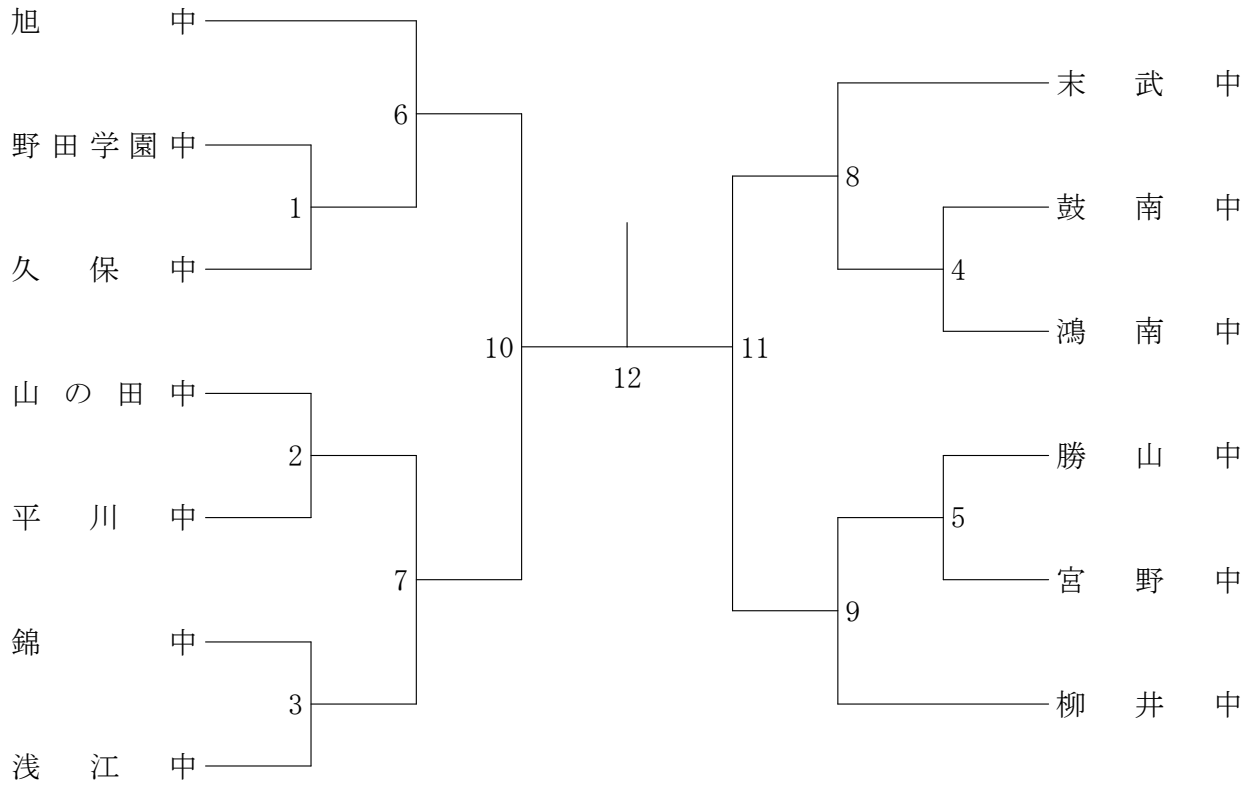 旭中
野田学園中
久保中
山の田中
平川中
錦中
浅江中
1
2
3
6
7
10
12
11
8
9
4
5
末武中
鼓南中
鴻南中
勝山中
宮野中
柳井中